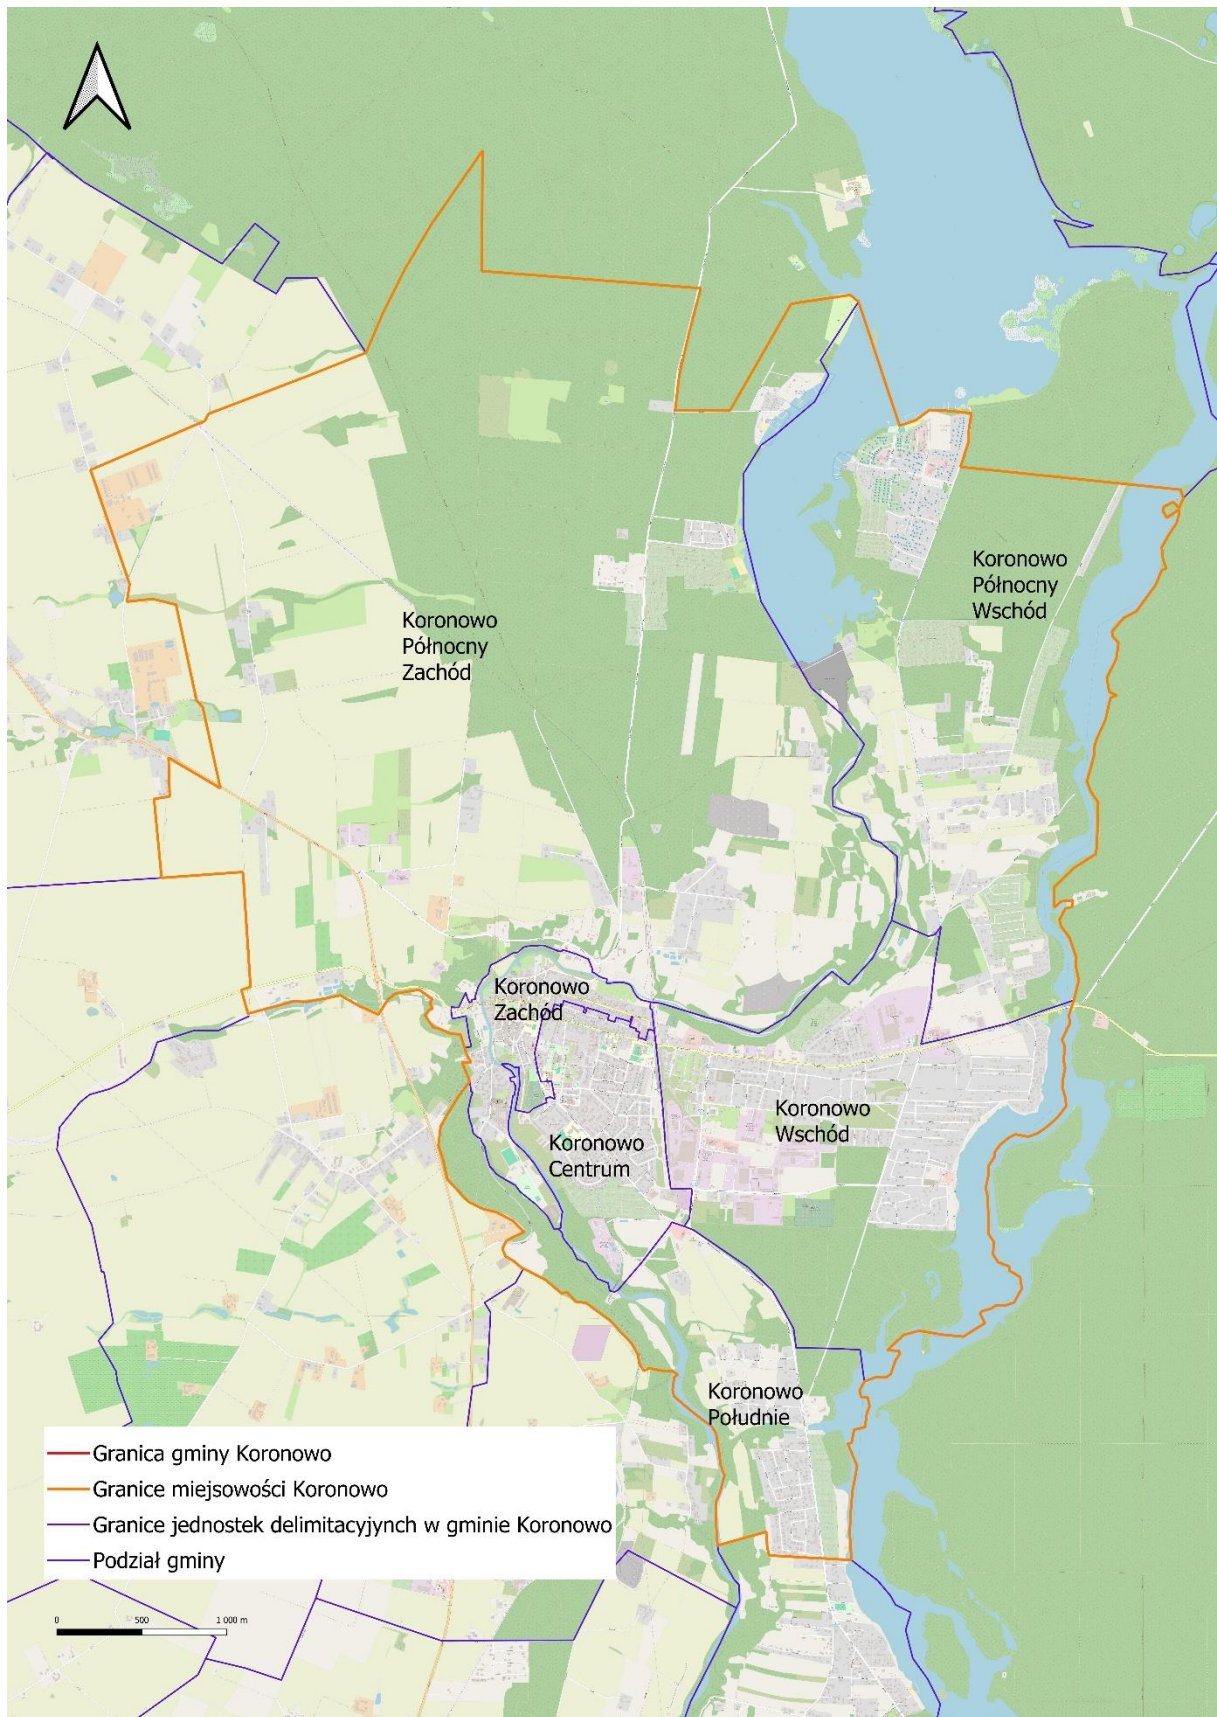 Koronowo
Północny
Wschód
Koronowo
Północny
Zachód
Koronowo
Zachód
Koronowo
Wschód
Koronowo
Centrum
Koronowo
Południe
Granica gminy Koronowo
Granice miejsowości Koronowo
Granice jednostek delimitacyjynch w gminie Koronowo
Podział gminy
0 500 1 000 m